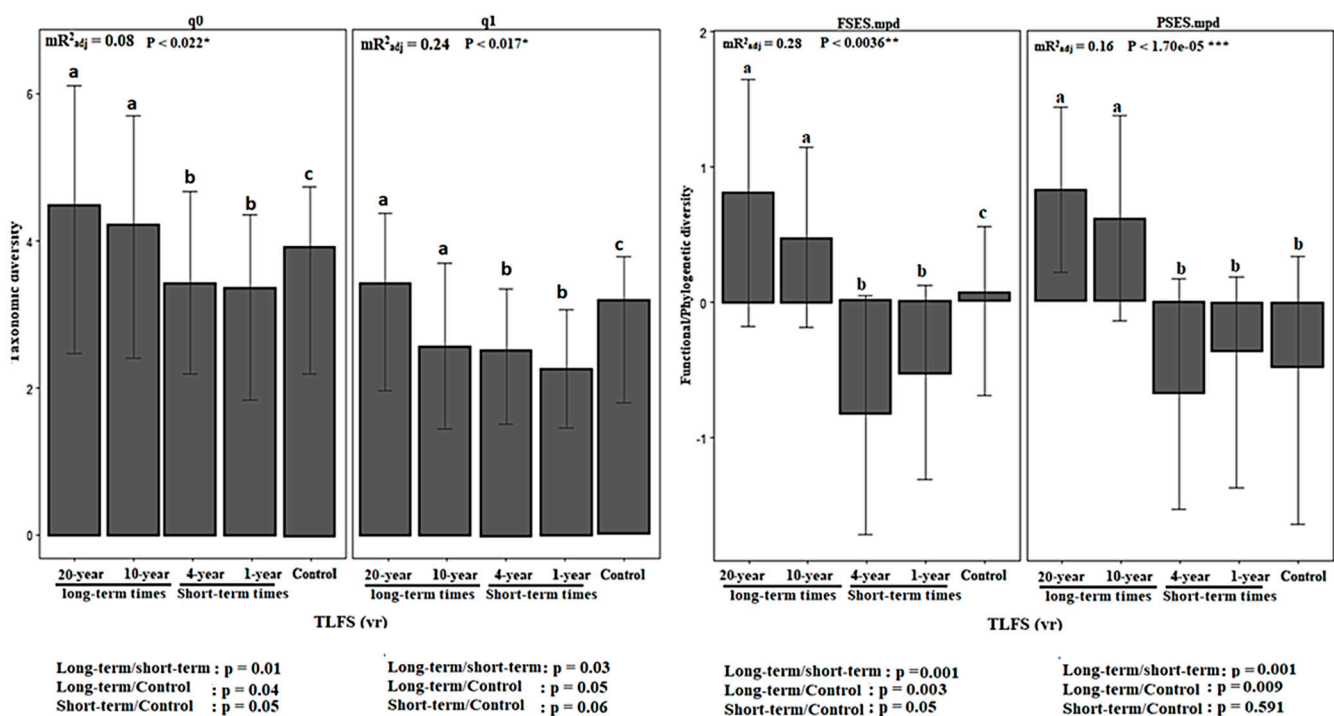 q0
mR²adj = 0.08 P < 0.022*
a
a
b
b
c
6
4
2
0
Taxonomic diversity
20-year 10-year 4-year 1-year Control
long-term times Short-term times
q1
mR²adj = 0.24 P < 0.017*
a
a
b
b
c
20-year 10-year 4-year 1-year Control
long-term times Short-term times
TLFS (yr)
Long-term/short-term : p = 0.01
Long-term/Control : p = 0.04
Short-term/Control : p = 0.05
Long-term/short-term : p = 0.03
Long-term/Control : p = 0.05
Short-term/Control : p = 0.06
FSES.mpd
mR²adj = 0.28 P < 0.0036**
a
a
b
b
c
2
1
0
-1
Functional/Phylogenetic diversity
20-year 10-year 4-year 1-year Control
long-term times Short-term times
PSES.mpd
mR²adj = 0.16 P < 1.70e-05 ***
a
a
b
b
b
20-year 10-year 4-year 1-year Control
long-term times Short-term times
TLFS (yr)
Long-term/short-term : p =0.001
Long-term/Control : p = 0.003
Short-term/Control : p = 0.05
Long-term/short-term : p = 0.001
Long-term/Control : p = 0.009
Short-term/Control : p = 0.591